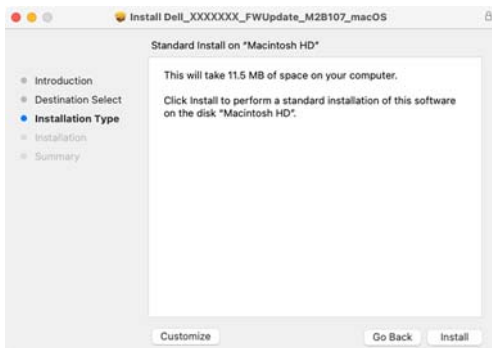 Install Dell_XXXXXXX_FWUpdate_M2B107_macOS
Standard Install on "Macintosh HD"
Introduction
Destination Select
Installation Type
Installation
Summary
This will take 11.5 MB of space on your computer.
Click Install to perform a standard installation of this software
on the disk "Macintosh HD".
Customize
Go Back
Install